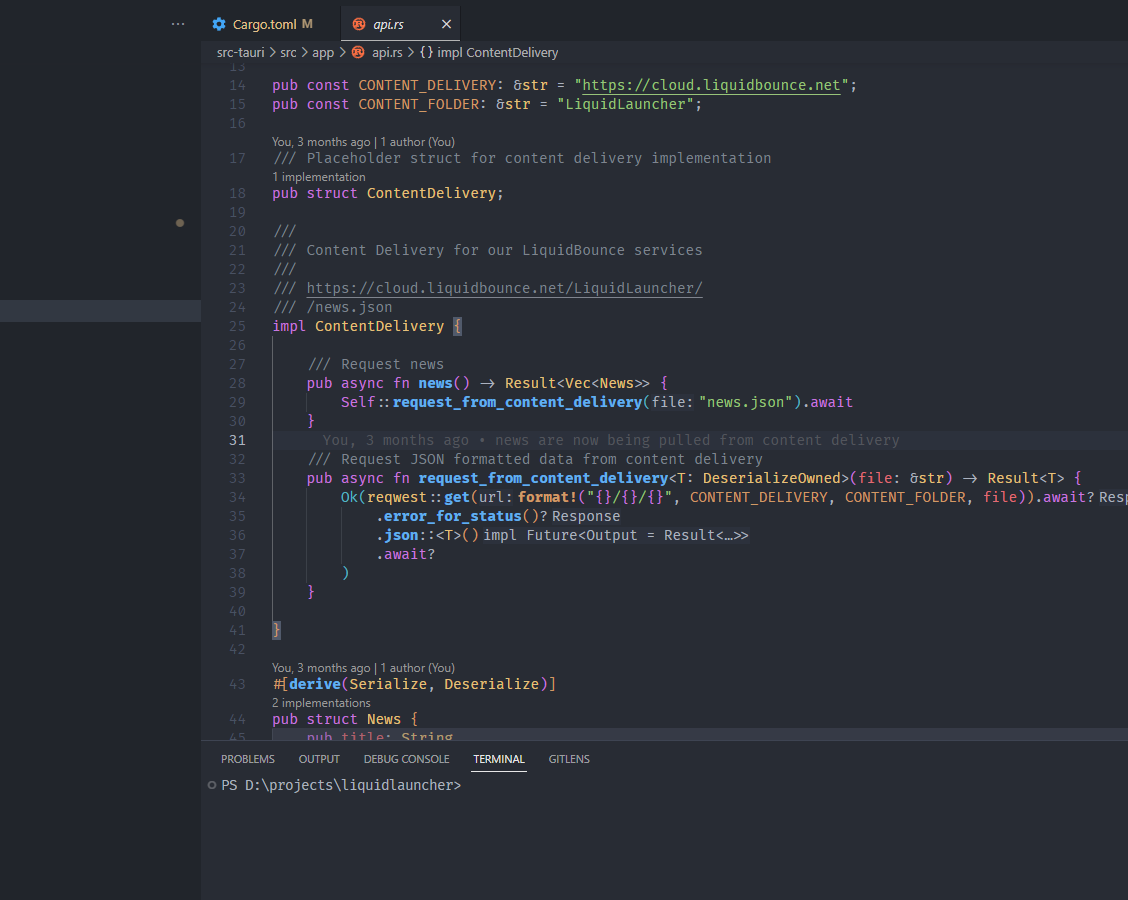 ··· Cargo.toml M api.rs
src-tauri > src > app > api.rs > {} impl ContentDelivery
13
14 pub const CONTENT_DELIVERY: &str = "https://cloud.liquidbounce.net";
15 pub const CONTENT_FOLDER: &str = "LiquidLauncher";
16
You, 3 months ago | 1 author (You)
17 /// Placeholder struct for content delivery implementation
1 implementation
18 pub struct ContentDelivery;
19
20 ///
21 /// Content Delivery for our LiquidBounce services
22 ///
23 /// https://cloud.liquidbounce.net/LiquidLauncher/
24 /// /news.json
25 impl ContentDelivery {
26
27 /// Request news
28 pub async fn news() -> Result<Vec<News>> {
29 Self::request_from_content_delivery(file: "news.json").await
30 }
31 You, 3 months ago • news are now being pulled from content delivery
32 /// Request JSON formatted data from content delivery
33 pub async fn request_from_content_delivery<T: DeserializeOwned>(file: &str) -> Result<T> {
34 Ok(reqwest::get(url: format!("{}/{}/{}", CONTENT_DELIVERY, CONTENT_FOLDER, file)).await? Resp
35 .error_for_status()? Response
36 .json::<T>() impl Future<Output = Result<…>>
37 .await?
38 )
39 }
40
41 }
42
You, 3 months ago | 1 author (You)
43 #[derive(Serialize, Deserialize)]
2 implementations
44 pub struct News {
45 pub title: String
PROBLEMS OUTPUT DEBUG CONSOLE TERMINAL GITLENS
PS D:\projects\liquidlauncher>